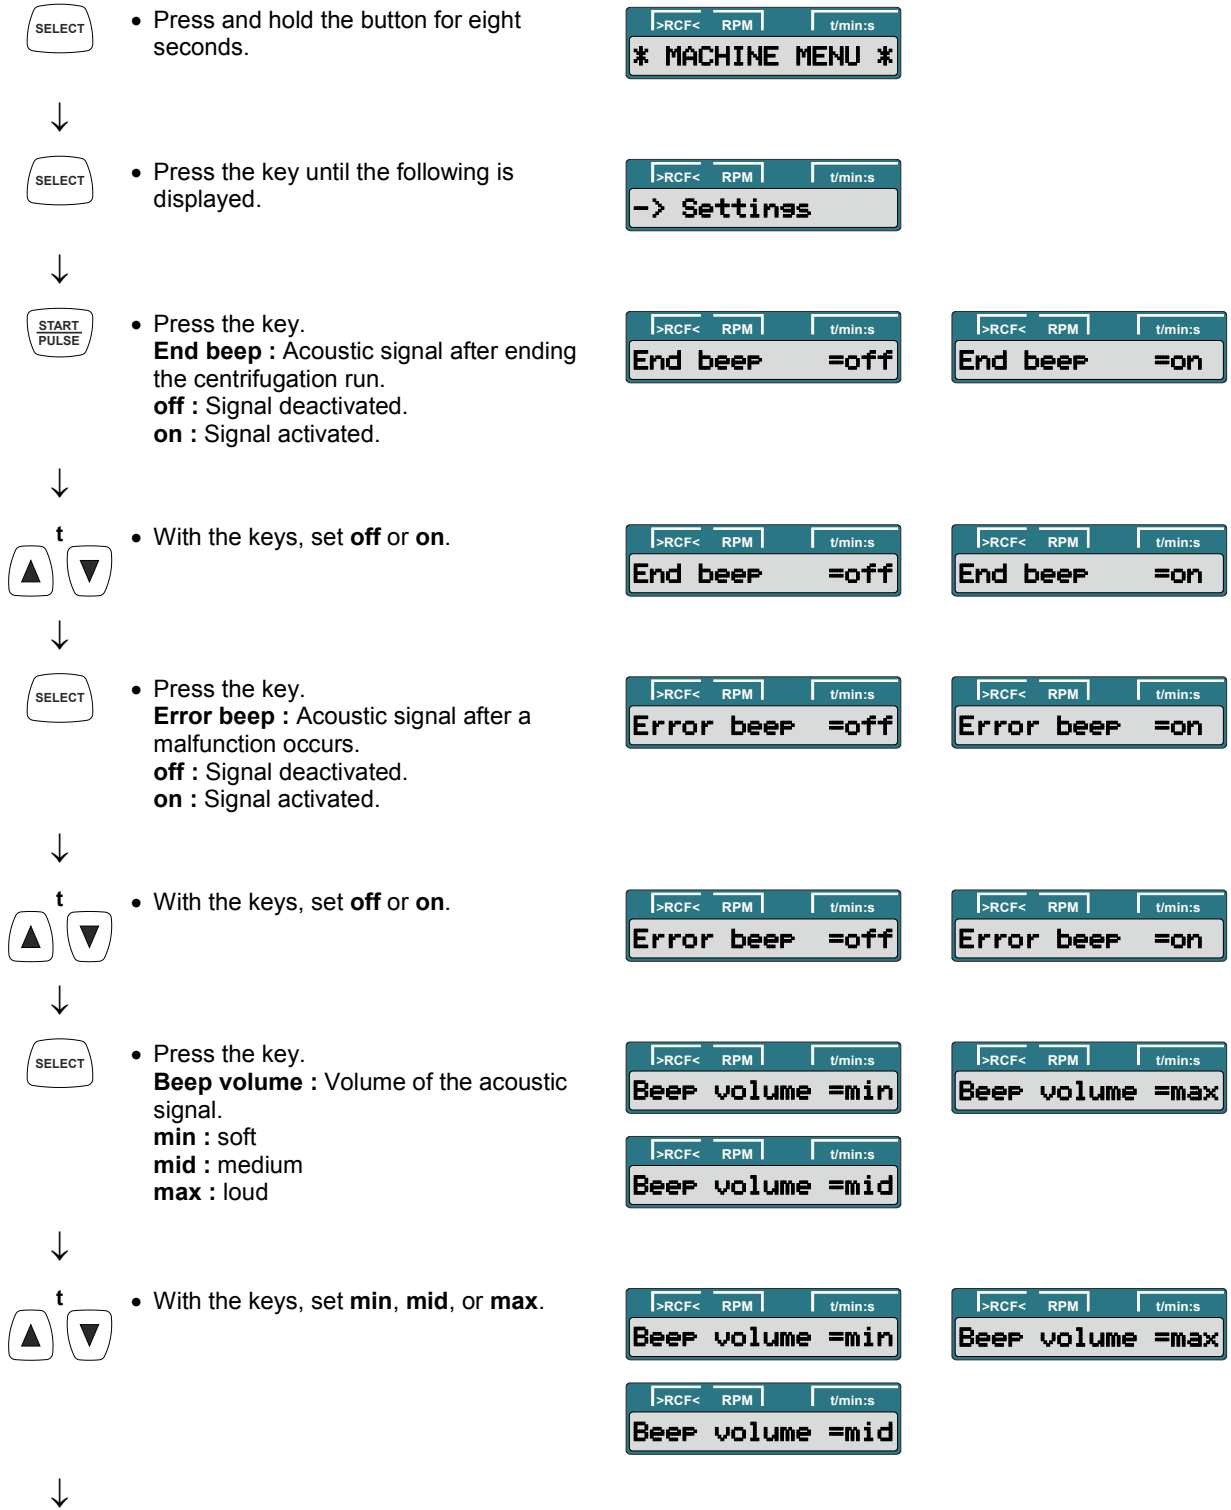 SELECT
• Press and hold the button for eight
seconds.
>RCF< RPM t/min:s
* MACHINE MENU *
↓
SELECT
• Press the key until the following is
displayed.
>RCF< RPM t/min:s
-> Settings
↓
START
PULSE
• Press the key.
End beep : Acoustic signal after ending
the centrifugation run.
off : Signal deactivated.
on : Signal activated.
>RCF< RPM t/min:s
End beep =off
>RCF< RPM t/min:s
End beep =on
↓
t
• With the keys, set off or on.
>RCF< RPM t/min:s
End beep =off
>RCF< RPM t/min:s
End beep =on
↓
SELECT
• Press the key.
Error beep : Acoustic signal after a
malfunction occurs.
off : Signal deactivated.
on : Signal activated.
>RCF< RPM t/min:s
Error beep =off
>RCF< RPM t/min:s
Error beep =on
↓
t
• With the keys, set off or on.
>RCF< RPM t/min:s
Error beep =off
>RCF< RPM t/min:s
Error beep =on
↓
SELECT
• Press the key.
Beep volume : Volume of the acoustic
signal.
min : soft
mid : medium
max : loud
>RCF< RPM t/min:s
Beep volume =min
>RCF< RPM t/min:s
Beep volume =max
>RCF< RPM t/min:s
Beep volume =mid
↓
t
• With the keys, set min, mid, or max.
>RCF< RPM t/min:s
Beep volume =min
>RCF< RPM t/min:s
Beep volume =max
>RCF< RPM t/min:s
Beep volume =mid
↓